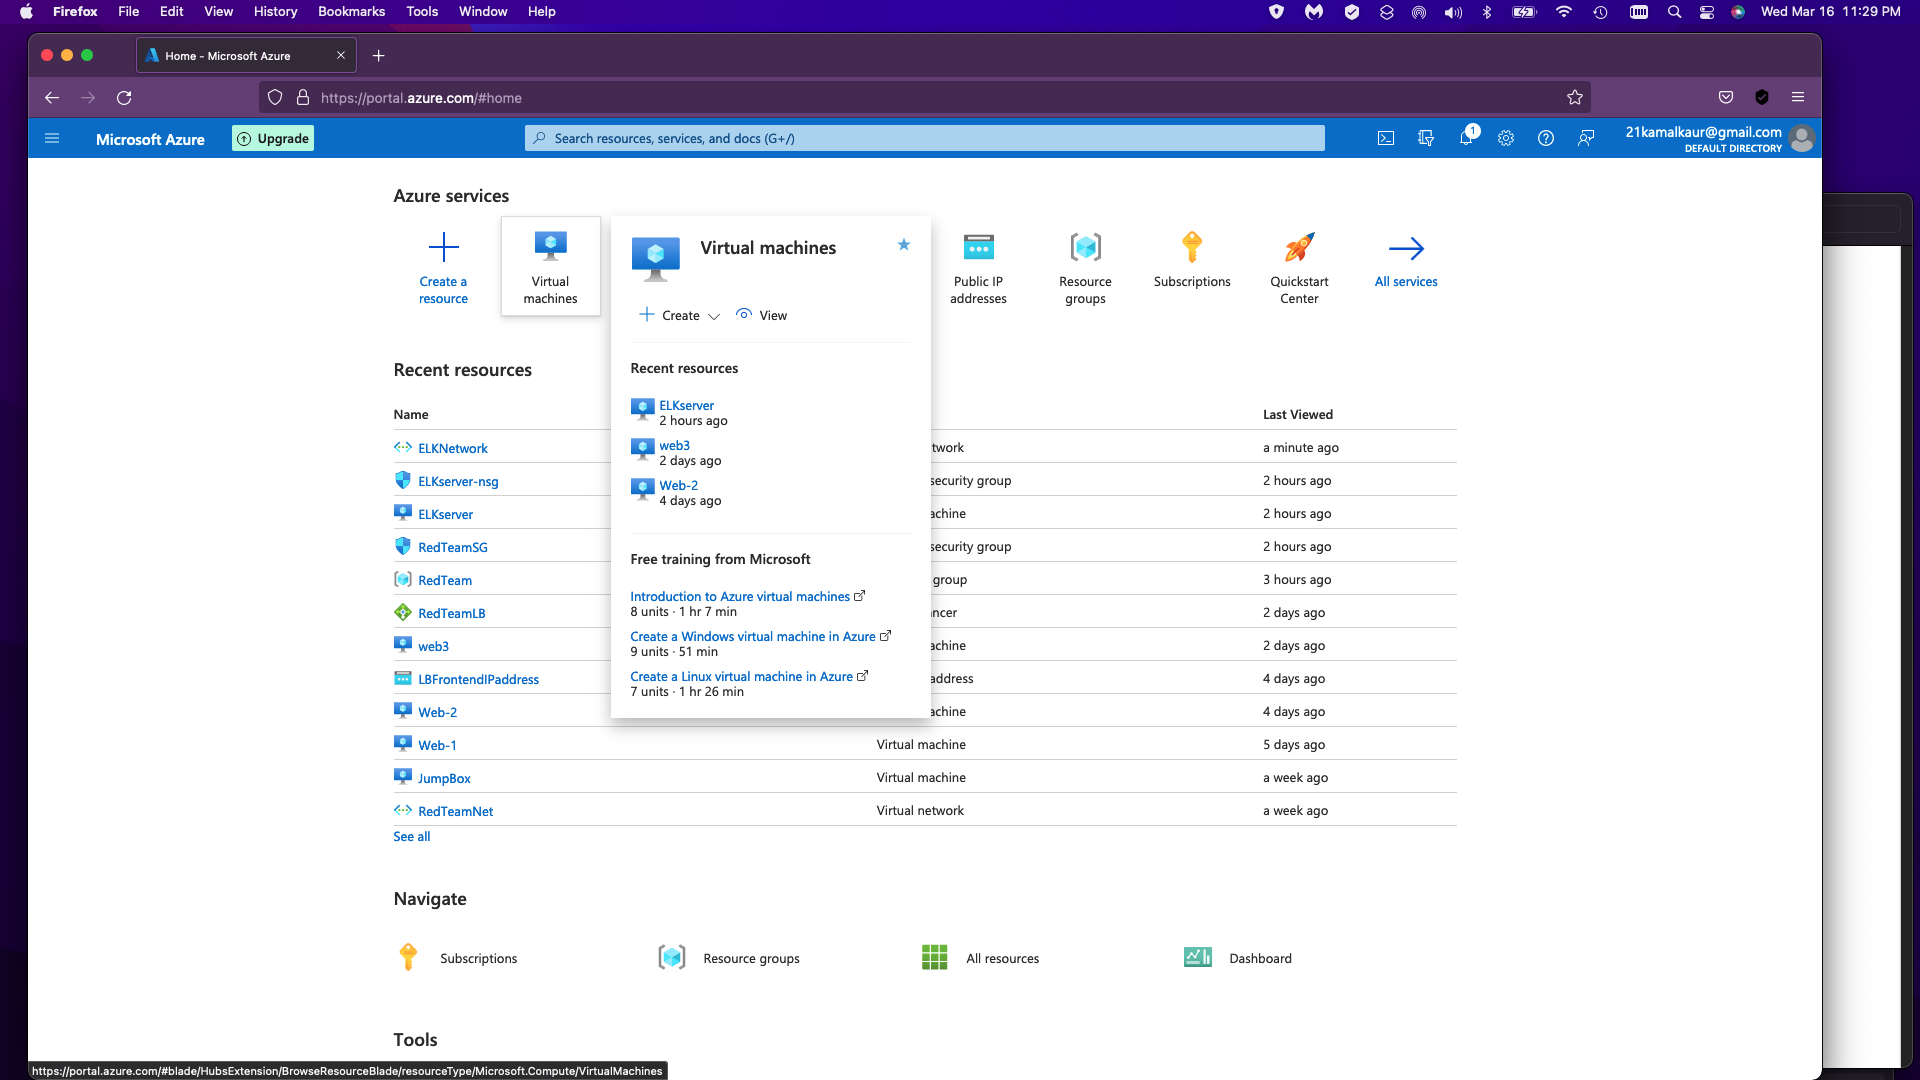 Firefox File Edit View History Bookmarks Tools Window Help Wed Mar 16 11:29 PM
Home - Microsoft Azure
https://portal.azure.com/#home
Microsoft Azure Upgrade Search resources, services, and docs (G+/) 1 21kamalkaur@gmail.com
DEFAULT DIRECTORY
Azure services
Create a resource
Virtual machines
Virtual machines
Create View
Recent resources
ELKserver
2 hours ago
web3
2 days ago
Web-2
4 days ago
Free training from Microsoft
Introduction to Azure virtual machines
8 units · 1 hr 7 min
Create a Windows virtual machine in Azure
9 units · 51 min
Create a Linux virtual machine in Azure
7 units · 1 hr 26 min
Public IP addresses
Resource groups
Subscriptions
Quickstart Center
All services
Recent resources
Name Last Viewed
ELKNetwork twork a minute ago
ELKserver-nsg security group 2 hours ago
ELKserver achine 2 hours ago
RedTeamSG security group 2 hours ago
RedTeam group 3 hours ago
RedTeamLB ncer 2 days ago
web3 achine 2 days ago
LBFrontendIPaddress address 4 days ago
Web-2 achine 4 days ago
Web-1 Virtual machine 5 days ago
JumpBox Virtual machine a week ago
RedTeamNet Virtual network a week ago
See all
Navigate
Subscriptions Resource groups All resources Dashboard
Tools
https://portal.azure.com/#blade/HubsExtension/BrowseResourceBlade/resourceType/Microsoft.Compute/VirtualMachines